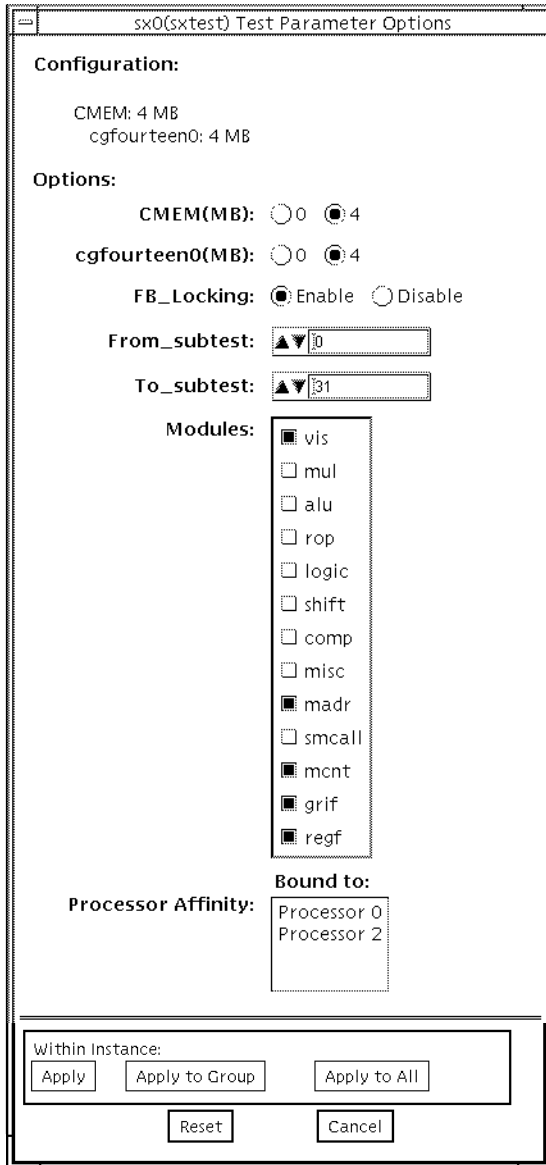 sx0(sxtest) Test Parameter Options
Configuration:
CMEM: 4 MB
cgfourteen0: 4 MB
Options:
CMEM(MB): 0 4
cgfourteen0(MB): 0 4
FB_Locking: Enable Disable
From_subtest: 0
To_subtest: 31
Modules:
vis
mul
alu
rop
logic
shift
comp
misc
madr
smcall
mcnt
grif
regf
Bound to:
Processor Affinity:
Processor 0
Processor 2
Within Instance:
Apply Apply to Group Apply to All
Reset Cancel